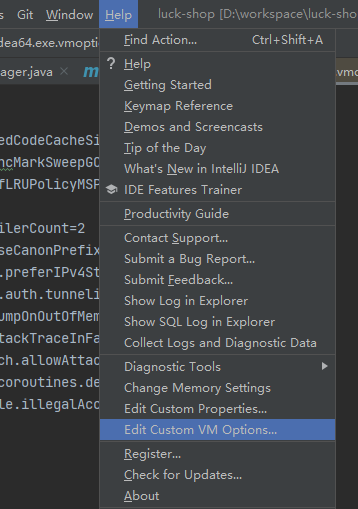 s Git Window Help luck-shop [D:\workspace\luck-sho
dea64.exe.vmoptio
ager.java × m .vmo
Find Action... Ctrl+Shift+A
? Help
Getting Started
Keymap Reference
Demos and Screencasts
Tip of the Day
What's New in IntelliJ IDEA
IDE Features Trainer
Productivity Guide
Contact Support...
Submit a Bug Report...
Submit Feedback...
Show Log in Explorer
Show SQL Log in Explorer
Collect Logs and Diagnostic Data
Diagnostic Tools
Change Memory Settings
Edit Custom Properties...
Edit Custom VM Options...
Register...
Check for Updates...
About
edCodeCacheSi
ncMarkSweepGC
fLRUPolicyMSP
ilerCount=2
seCanonPrefix
.preferIPv4St
.auth.tunneli
umpOnOutOfMem
tackTraceInFa
ch.allowAttac
coroutines.de
le.illegalAcc